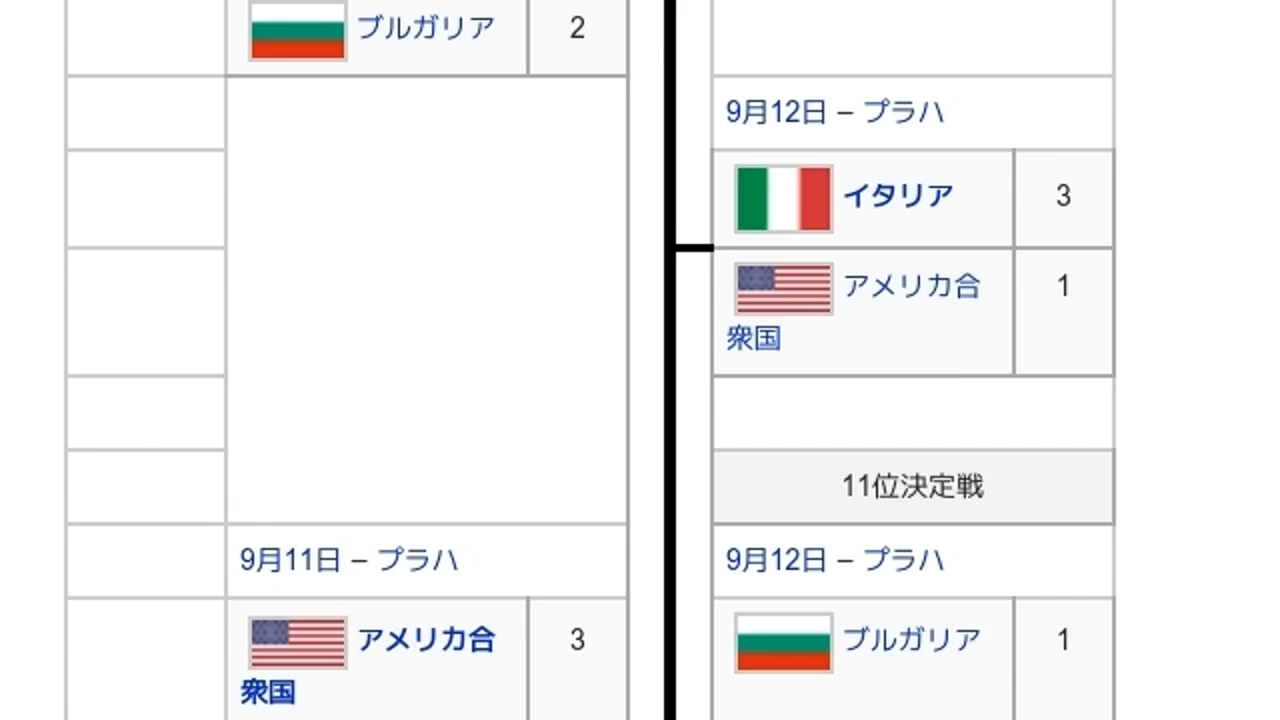 ブルガリア 2
9月12日 – プラハ
イタリア 3
アメリカ合 1
衆国
11位決定戦
9月11日 – プラハ
9月12日 – プラハ
アメリカ合 3
衆国
ブルガリア 1